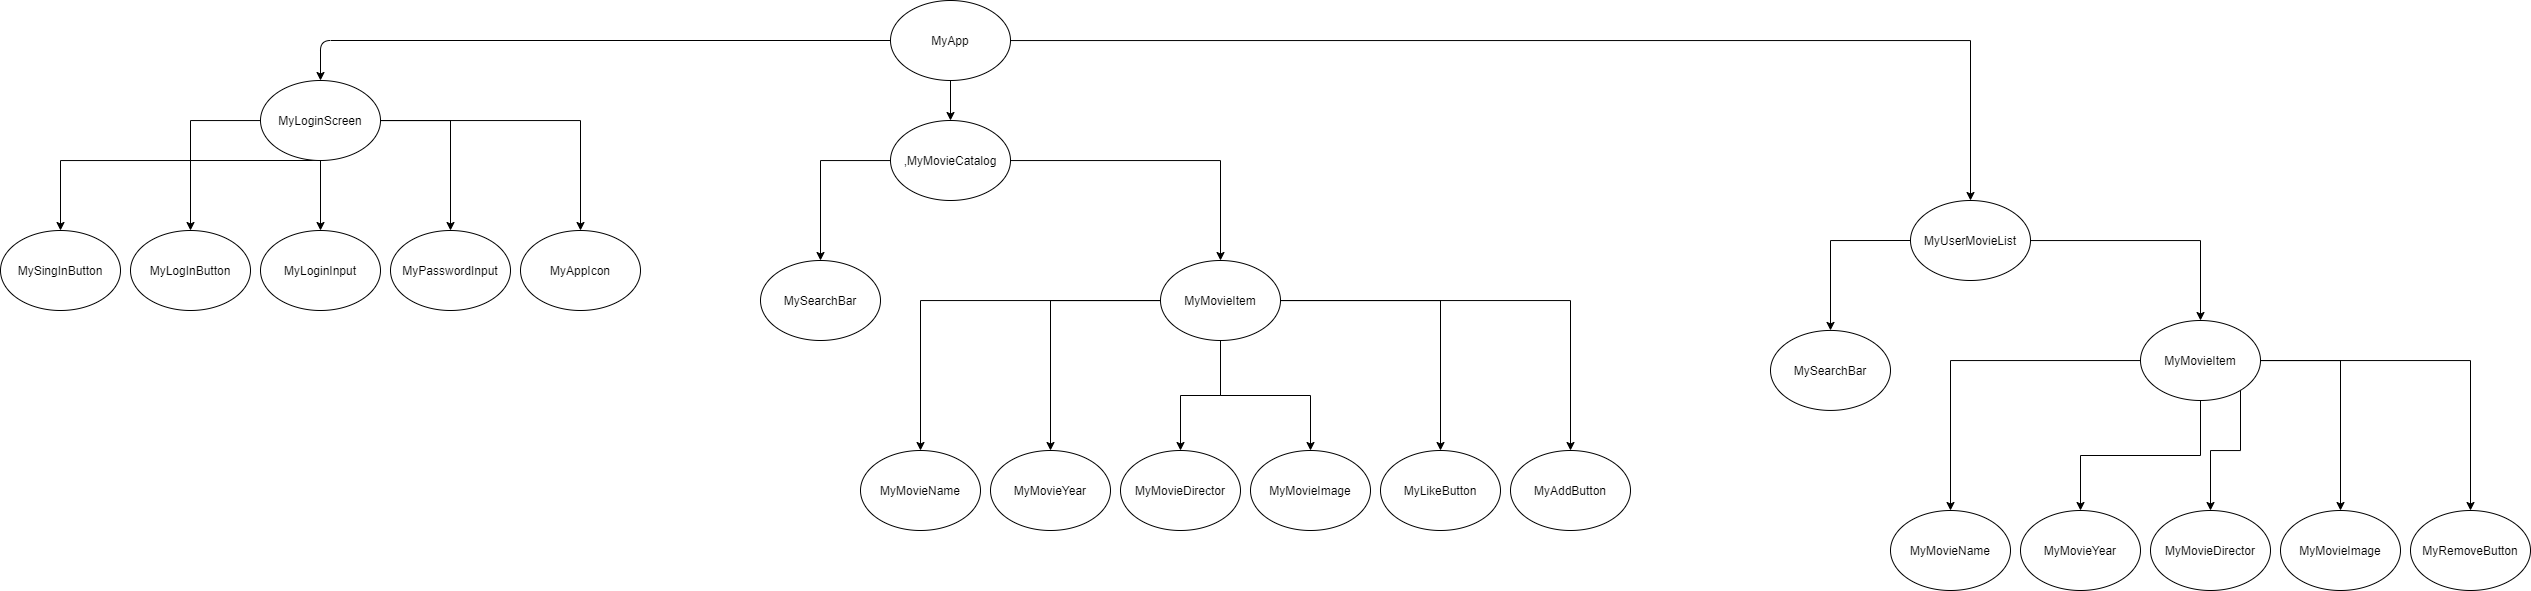 MyApp
MyLoginScreen
,MyMovieCatalog
MyUserMovieList
MySingInButton
MyLogInButton
MyLoginInput
MyPasswordInput
MyAppIcon
MySearchBar
MyMovieItem
MySearchBar
MyMovieItem
MyMovieName
MyMovieYear
MyMovieDirector
MyMovieImage
MyLikeButton
MyAddButton
MyMovieName
MyMovieYear
MyMovieDirector
MyMovieImage
MyRemoveButton